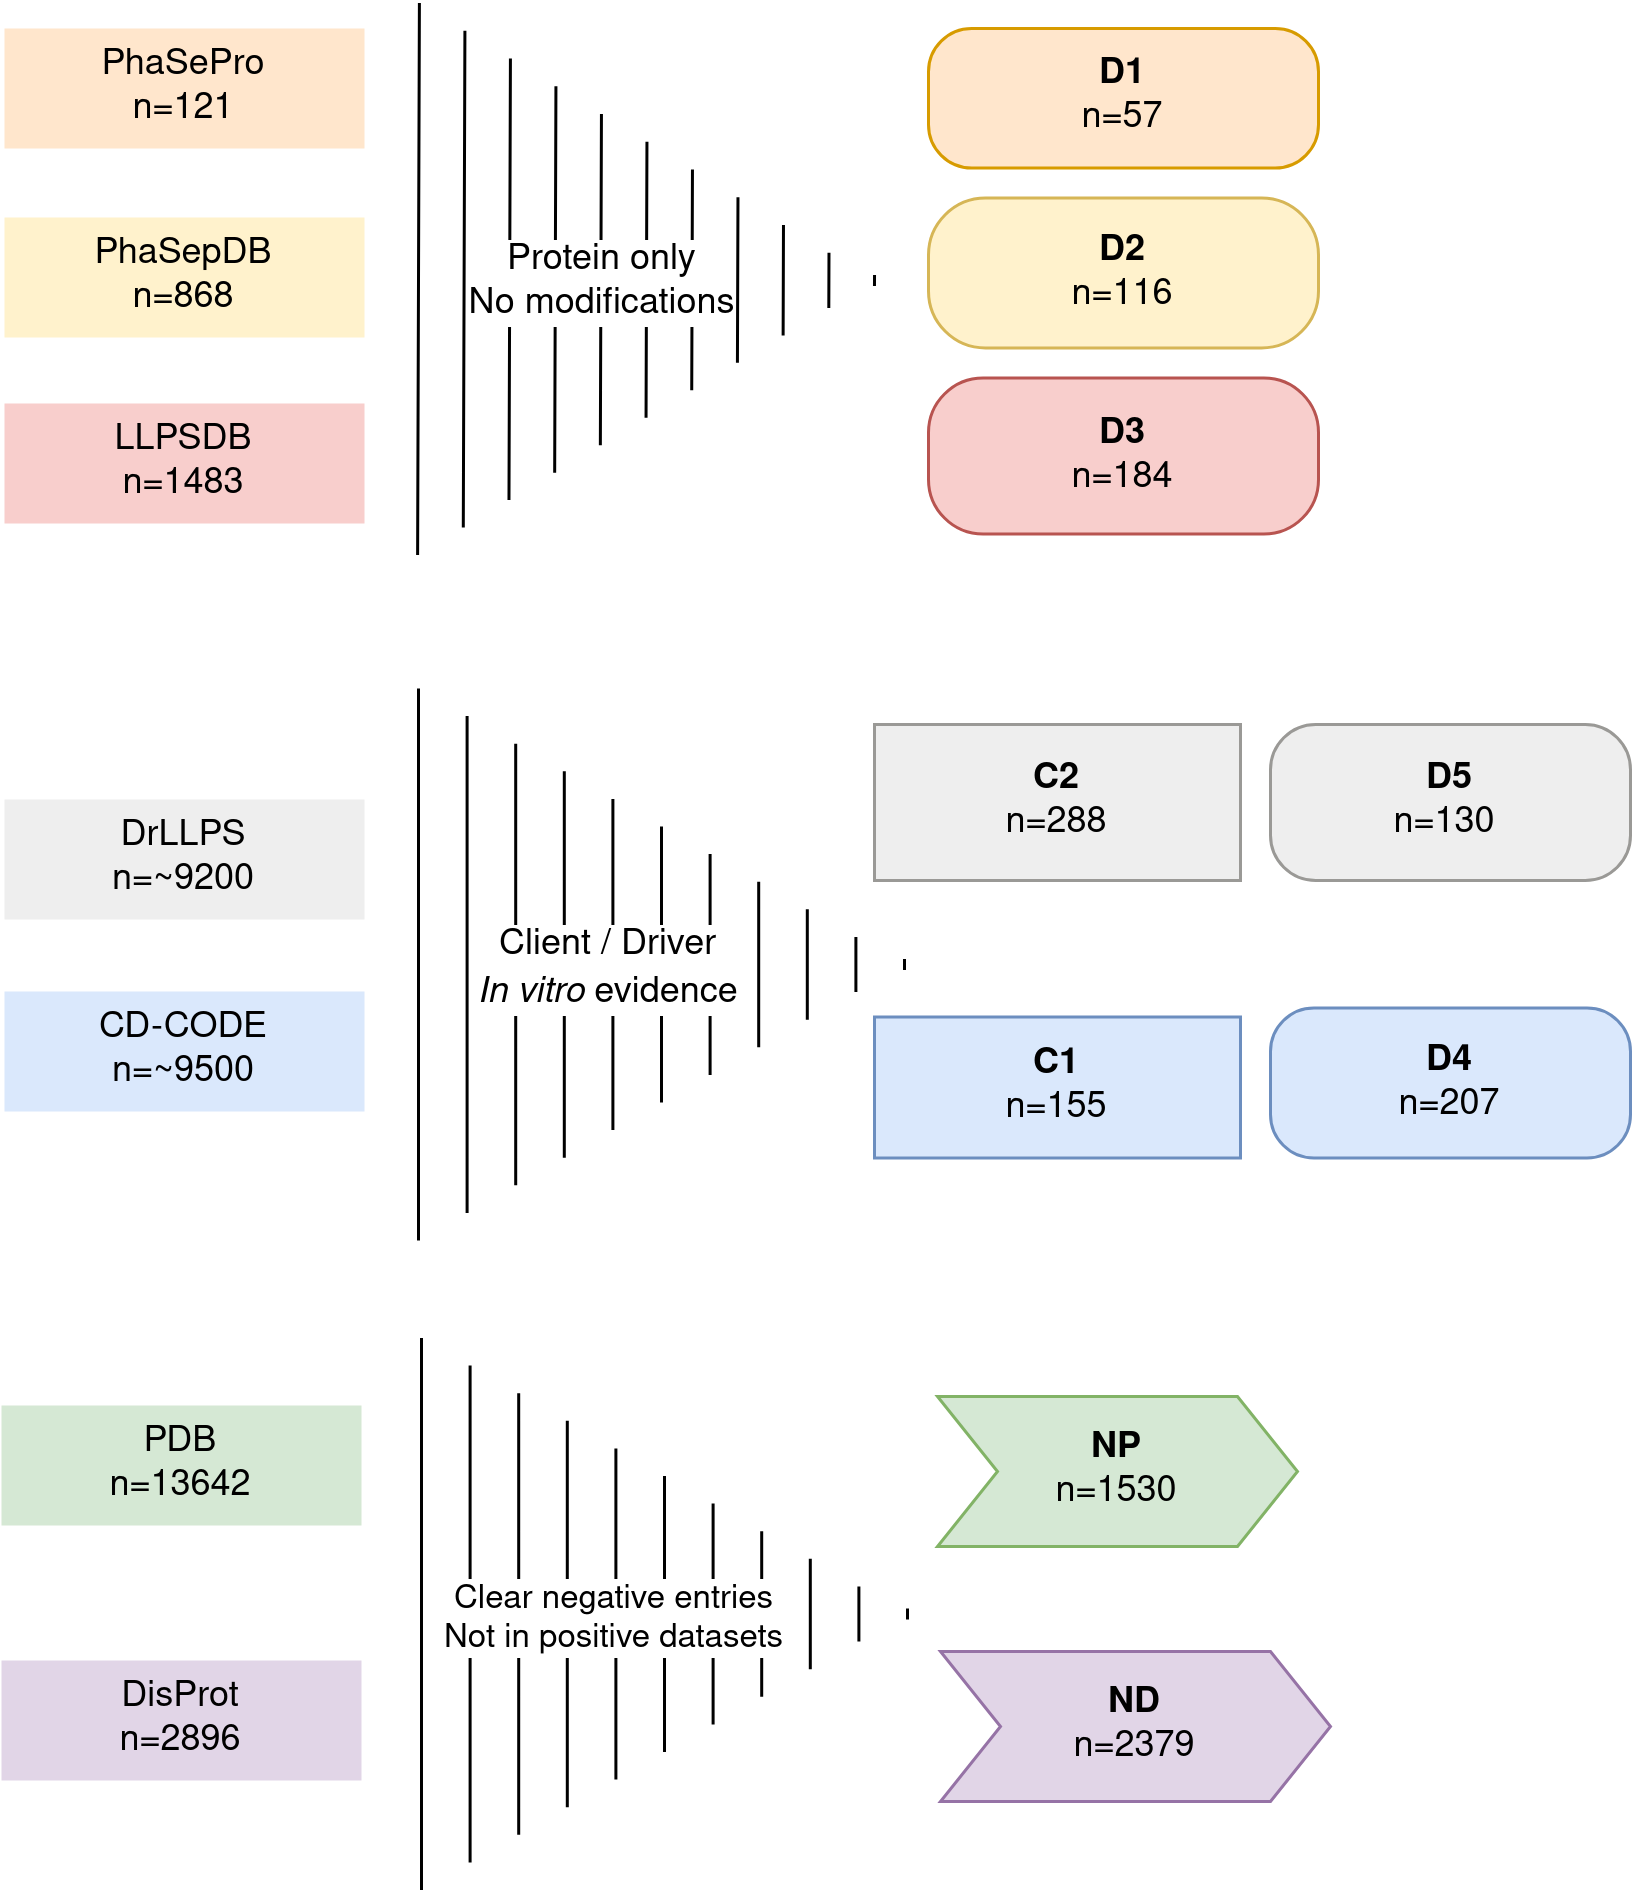 PhaSePro
n=121
PhaSepDB
n=868
LLPSDB
n=1483
Protein only
No modifications
D1
n=57
D2
n=116
D3
n=184
DrLLPS
n=~9200
CD-CODE
n=~9500
Client / Driver
In vitro evidence
C2
n=288
D5
n=130
C1
n=155
D4
n=207
PDB
n=13642
DisProt
n=2896
Clear negative entries
Not in positive datasets
NP
n=1530
ND
n=2379